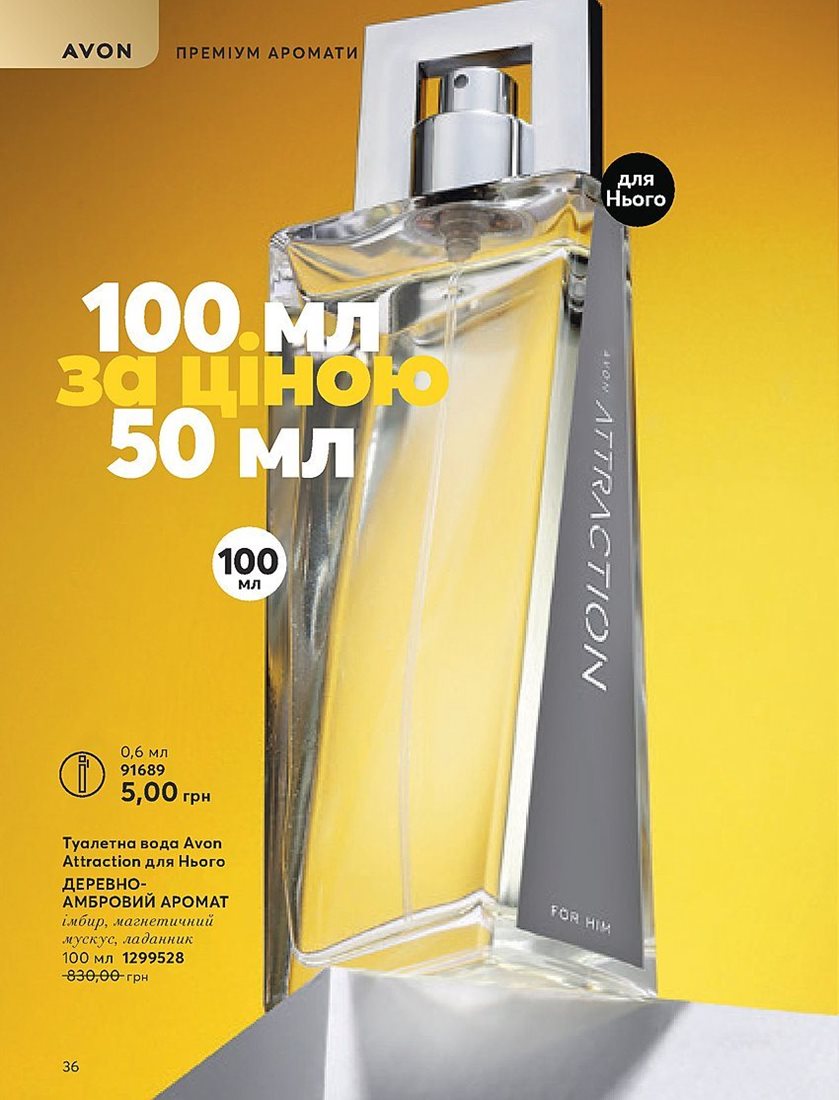 AVON
ПРЕМІУМ АРОМАТИ
для
Нього
100 мл
за ціною
50 мл
100
мл
AVON ATTRACTION
FOR HIM
0,6 мл
91689
5,00 грн
Туалетна вода Avon
Attraction для Нього
ДЕРЕВНО-
АМБРОВИЙ АРОМАТ
імбир, магнетичний
мускус, ладанник
100 мл 1299528
830,00 грн
36